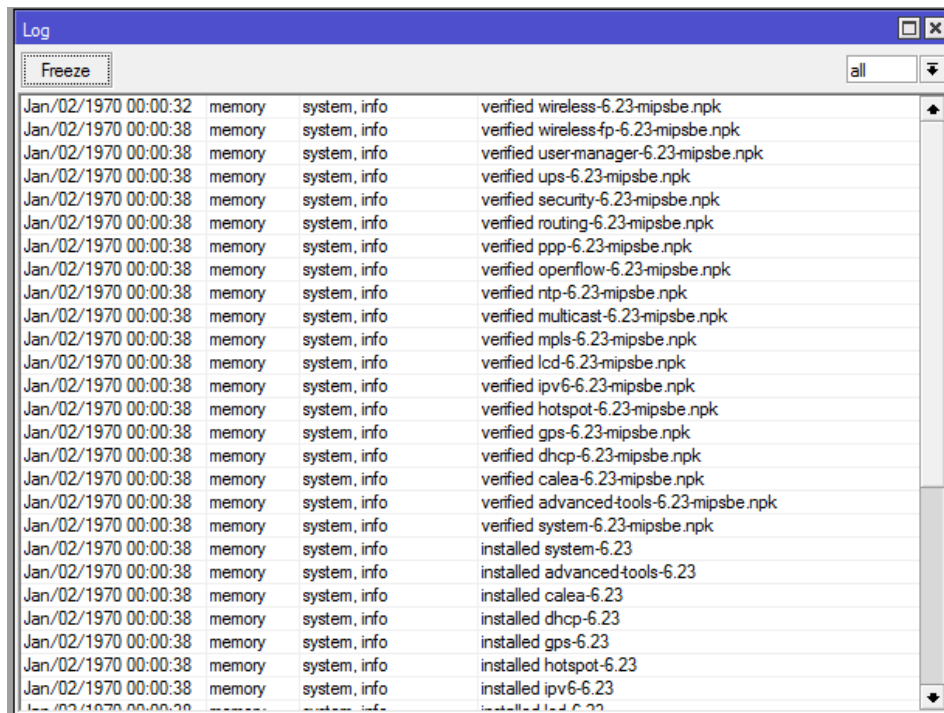 Log
Freeze all
Jan/02/1970 00:00:32 memory system, info verified wireless-6.23-mipsbe.npk
Jan/02/1970 00:00:38 memory system, info verified wireless-fp-6.23-mipsbe.npk
Jan/02/1970 00:00:38 memory system, info verified user-manager-6.23-mipsbe.npk
Jan/02/1970 00:00:38 memory system, info verified ups-6.23-mipsbe.npk
Jan/02/1970 00:00:38 memory system, info verified security-6.23-mipsbe.npk
Jan/02/1970 00:00:38 memory system, info verified routing-6.23-mipsbe.npk
Jan/02/1970 00:00:38 memory system, info verified ppp-6.23-mipsbe.npk
Jan/02/1970 00:00:38 memory system, info verified openflow-6.23-mipsbe.npk
Jan/02/1970 00:00:38 memory system, info verified ntp-6.23-mipsbe.npk
Jan/02/1970 00:00:38 memory system, info verified multicast-6.23-mipsbe.npk
Jan/02/1970 00:00:38 memory system, info verified mpls-6.23-mipsbe.npk
Jan/02/1970 00:00:38 memory system, info verified lcd-6.23-mipsbe.npk
Jan/02/1970 00:00:38 memory system, info verified ipv6-6.23-mipsbe.npk
Jan/02/1970 00:00:38 memory system, info verified hotspot-6.23-mipsbe.npk
Jan/02/1970 00:00:38 memory system, info verified gps-6.23-mipsbe.npk
Jan/02/1970 00:00:38 memory system, info verified dhcp-6.23-mipsbe.npk
Jan/02/1970 00:00:38 memory system, info verified calea-6.23-mipsbe.npk
Jan/02/1970 00:00:38 memory system, info verified advanced-tools-6.23-mipsbe.npk
Jan/02/1970 00:00:38 memory system, info verified system-6.23-mipsbe.npk
Jan/02/1970 00:00:38 memory system, info installed system-6.23
Jan/02/1970 00:00:38 memory system, info installed advanced-tools-6.23
Jan/02/1970 00:00:38 memory system, info installed calea-6.23
Jan/02/1970 00:00:38 memory system, info installed dhcp-6.23
Jan/02/1970 00:00:38 memory system, info installed gps-6.23
Jan/02/1970 00:00:38 memory system, info installed hotspot-6.23
Jan/02/1970 00:00:38 memory system, info installed ipv6-6.23